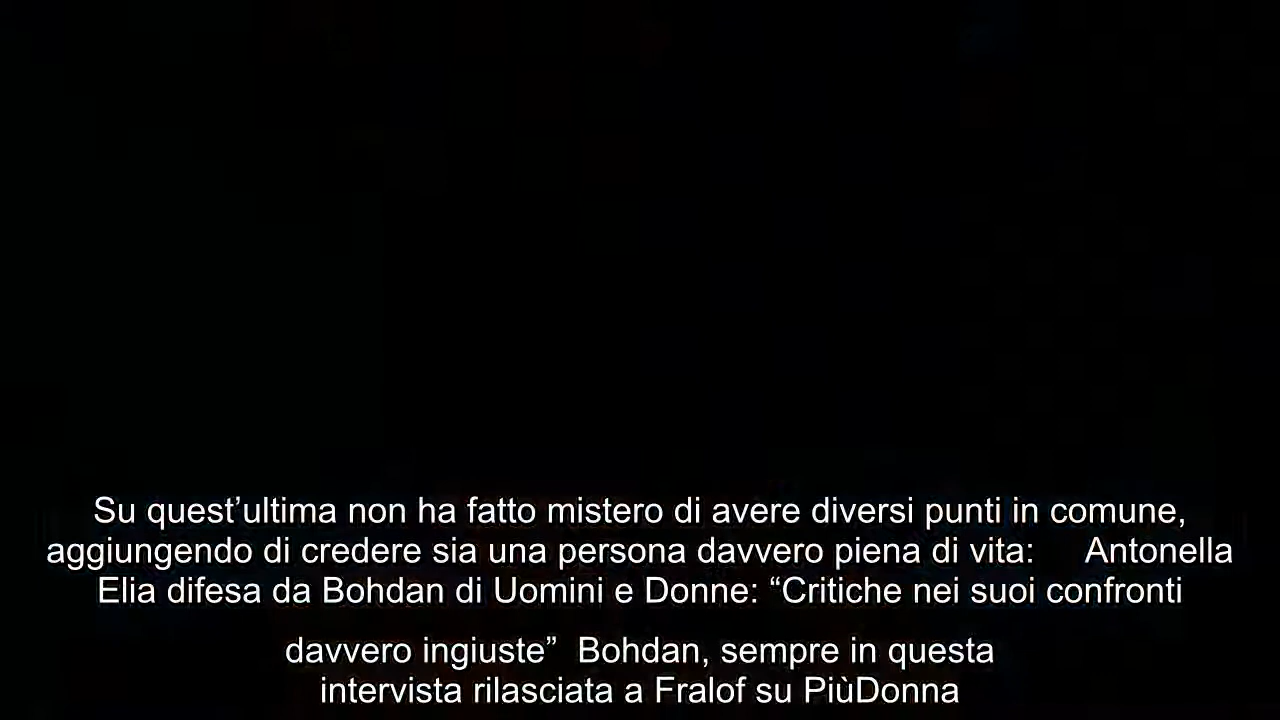 Su quest’ultima non ha fatto mistero di avere diversi punti in comune,
aggiungendo di credere sia una persona davvero piena di vita: Antonella
Elia difesa da Bohdan di Uomini e Donne: “Critiche nei suoi confronti
davvero ingiuste” Bohdan, sempre in questa
intervista rilasciata a Fralof su PiùDonna